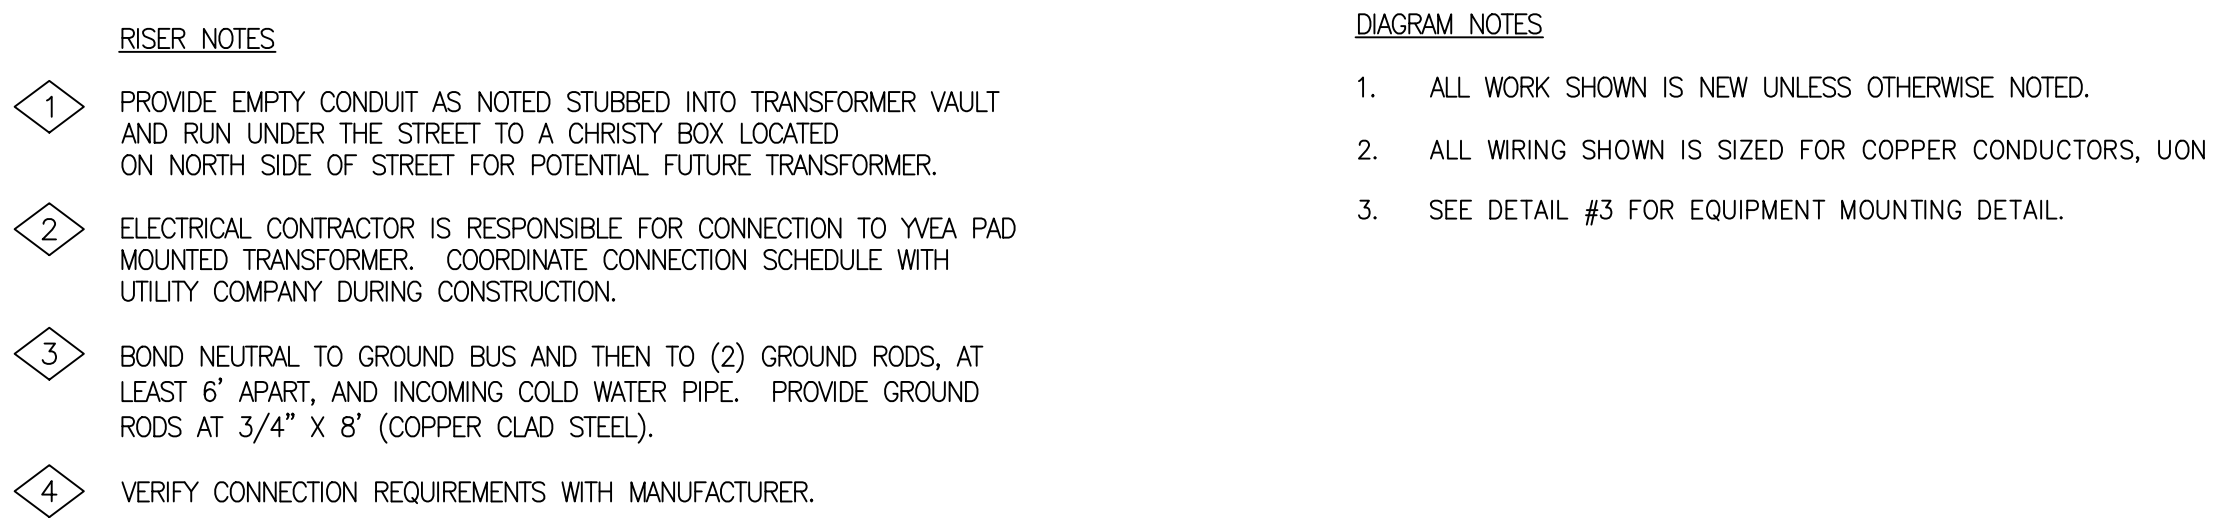 RISER NOTES
1 PROVIDE EMPTY CONDUIT AS NOTED STUBBED INTO TRANSFORMER VAULT
AND RUN UNDER THE STREET TO A CHRISTY BOX LOCATED
ON NORTH SIDE OF STREET FOR POTENTIAL FUTURE TRANSFORMER.
2 ELECTRICAL CONTRACTOR IS RESPONSIBLE FOR CONNECTION TO YVEA PAD
MOUNTED TRANSFORMER. COORDINATE CONNECTION SCHEDULE WITH
UTILITY COMPANY DURING CONSTRUCTION.
3 BOND NEUTRAL TO GROUND BUS AND THEN TO (2) GROUND RODS, AT
LEAST 6' APART, AND INCOMING COLD WATER PIPE. PROVIDE GROUND
RODS AT 3/4" X 8' (COPPER CLAD STEEL).
4 VERIFY CONNECTION REQUIREMENTS WITH MANUFACTURER.
DIAGRAM NOTES
1. ALL WORK SHOWN IS NEW UNLESS OTHERWISE NOTED.
2. ALL WIRING SHOWN IS SIZED FOR COPPER CONDUCTORS, UON
3. SEE DETAIL #3 FOR EQUIPMENT MOUNTING DETAIL.